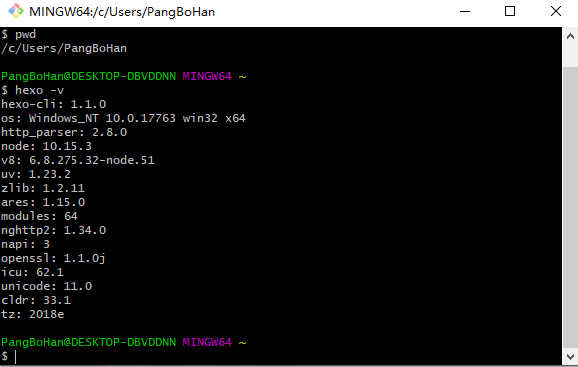 MINGW64:/c/Users/PangBoHan
$ pwd
/c/Users/PangBoHan
PangBoHan@DESKTOP-DBVDDNN MINGW64 ~
$ hexo -v
hexo-cli: 1.1.0
os: Windows_NT 10.0.17763 win32 x64
http_parser: 2.8.0
node: 10.15.3
v8: 6.8.275.32-node.51
uv: 1.23.2
zlib: 1.2.11
ares: 1.15.0
modules: 64
nghttp2: 1.34.0
napi: 3
openssl: 1.1.0j
icu: 62.1
unicode: 11.0
cldr: 33.1
tz: 2018e
PangBoHan@DESKTOP-DBVDDNN MINGW64 ~
$